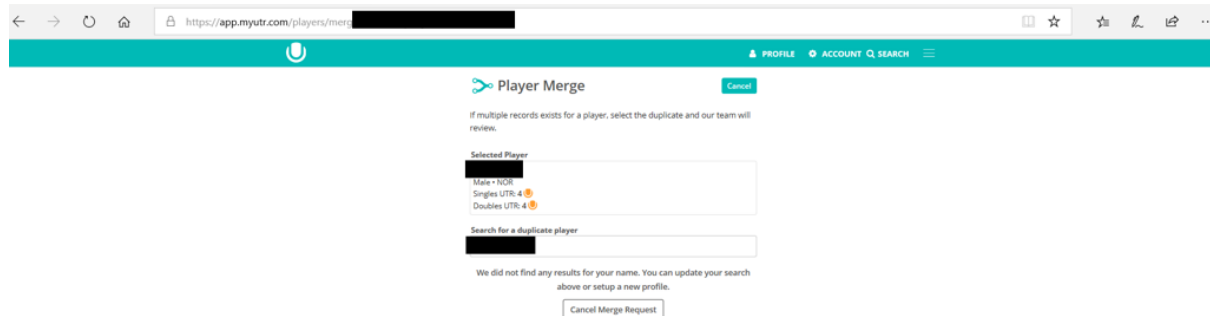 https://app.myutr.com/players/merg
PROFILE ACCOUNT SEARCH
Player Merge
Cancel
If multiple records exists for a player, select the duplicate and our team will
review.
Selected Player
Male • NOR
Singles UTR: 4
Doubles UTR: 4
Search for a duplicate player
We did not find any results for your name. You can update your search
above or setup a new profile.
Cancel Merge Request